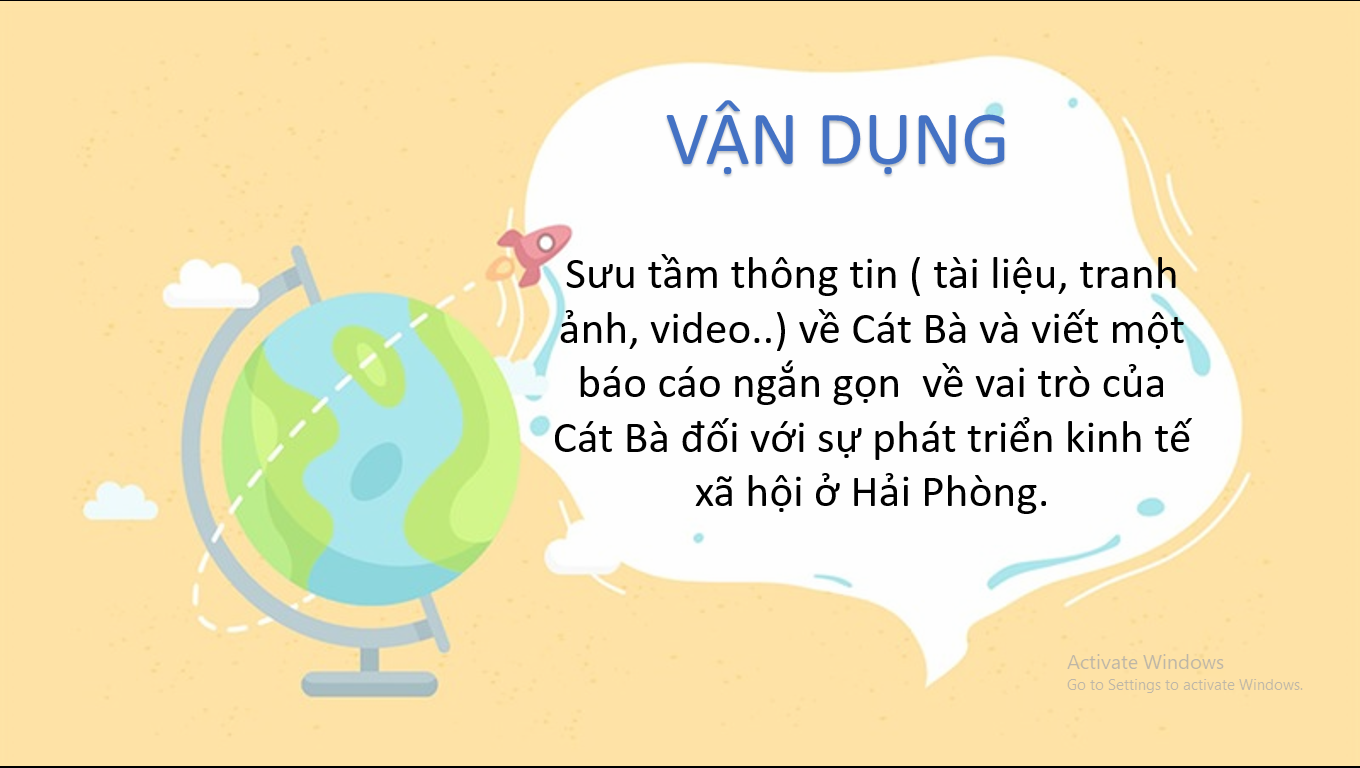 VẬN DỤNG
Sưu tầm thông tin ( tài liệu, tranh
ảnh, video..) về Cát Bà và viết một
báo cáo ngắn gọn  về vai trò của
Cát Bà đối với sự phát triển kinh tế
xã hội ở Hải Phòng.
Activate Windows
Go to Settings to activate Windows.